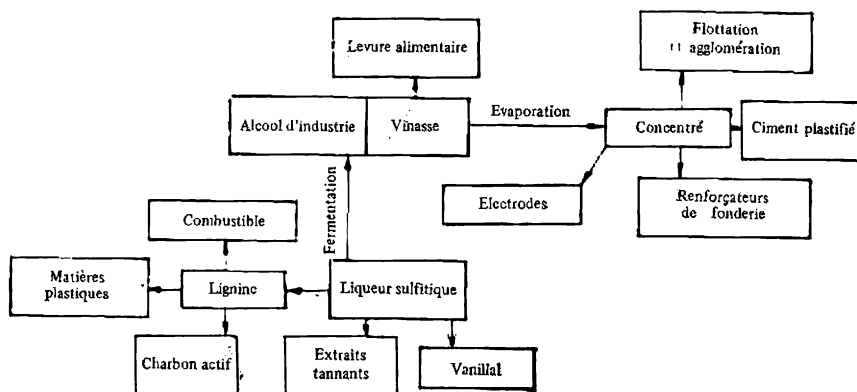 Flottation
et agglomération
Levure alimentaire
Alcool d'industrie
Vinasse
Evaporation
Concentré
Ciment plastifié
Fermentation
Electrodes
Renforçateurs
de fonderie
Combustible
Matières
plastiques
Lignine
Liqueur sulfitique
Charbon actif
Extraits
tannants
Vanillal